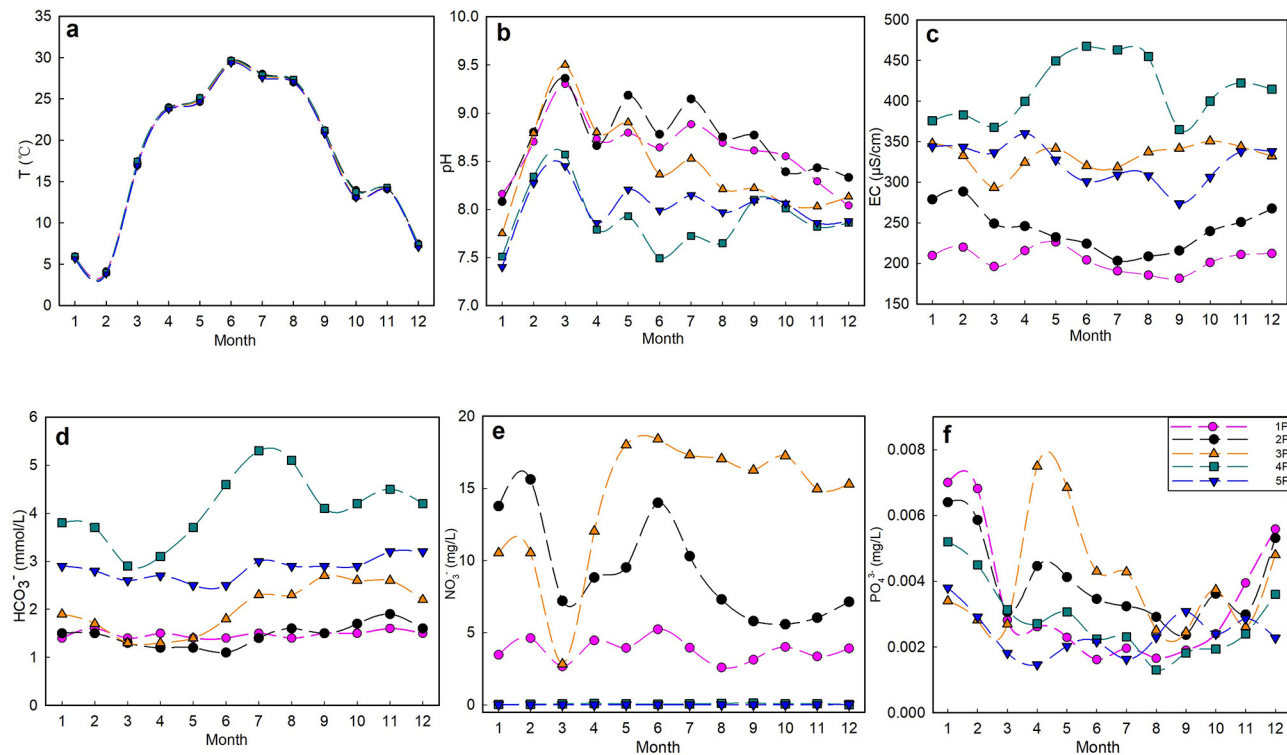 a
35
30
25
20
15
10
5
0
T (℃)
1 2 3 4 5 6 7 8 9 10 11 12
Month
b
10.0
9.5
9.0
8.5
8.0
7.5
7.0
pH
1 2 3 4 5 6 7 8 9 10 11 12
Month
c
500
450
400
350
300
250
200
150
EC (µS/cm)
1 2 3 4 5 6 7 8 9 10 11 12
Month
d
6
5
4
3
2
1
0
HCO₃⁻ (mmol/L)
1 2 3 4 5 6 7 8 9 10 11 12
Month
e
20
15
10
5
0
NO₃⁻ (mg/L)
1 2 3 4 5 6 7 8 9 10 11 12
Month
f
0.008
0.006
0.004
0.002
0.000
PO₄³⁻ (mg/L)
1 2 3 4 5 6 7 8 9 10 11 12
Month
1P
2P
3P
4P
5P